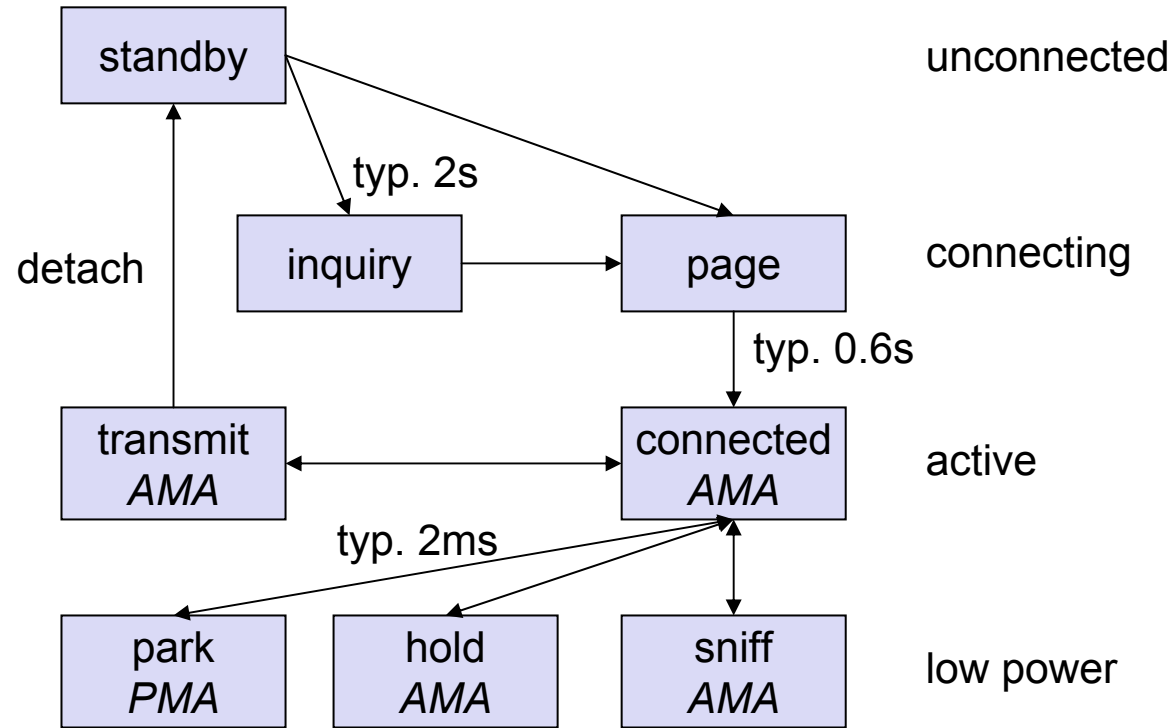 standby
unconnected
typ. 2s
detach
inquiry
page
connecting
typ. 0.6s
transmit
AMA
connected
AMA
active
typ. 2ms
park
PMA
hold
AMA
sniff
AMA
low power